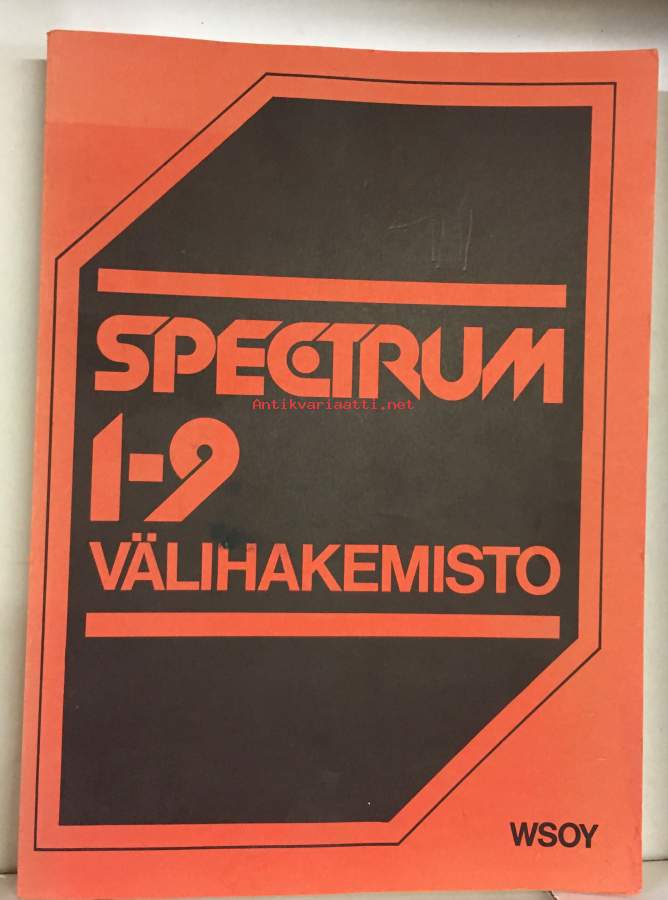 SPECTRUM
Antikvariaatti.net
1-9
VÄLIHAKEMISTO
WSOY